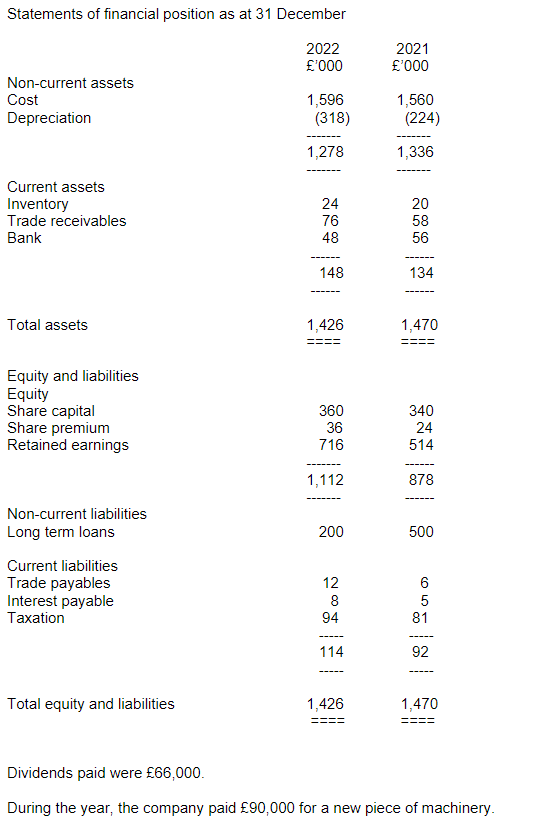 Statements of financial position as at 31 December
2022 2021
£'000 £'000
Non-current assets
Cost 1,596 1,560
Depreciation (318) (224)
------- -------
1,278 1,336
------- -------
Current assets
Inventory 24 20
Trade receivables 76 58
Bank 48 56
------ ------
148 134
------ ------
Total assets 1,426 1,470
==== ====
Equity and liabilities
Equity
Share capital 360 340
Share premium 36 24
Retained earnings 716 514
------- ------
1,112 878
------- ------
Non-current liabilities
Long term loans 200 500
Current liabilities
Trade payables 12 6
Interest payable 8 5
Taxation 94 81
----- -----
114 92
----- -----
Total equity and liabilities 1,426 1,470
==== ====
Dividends paid were £66,000.
During the year, the company paid £90,000 for a new piece of machinery.